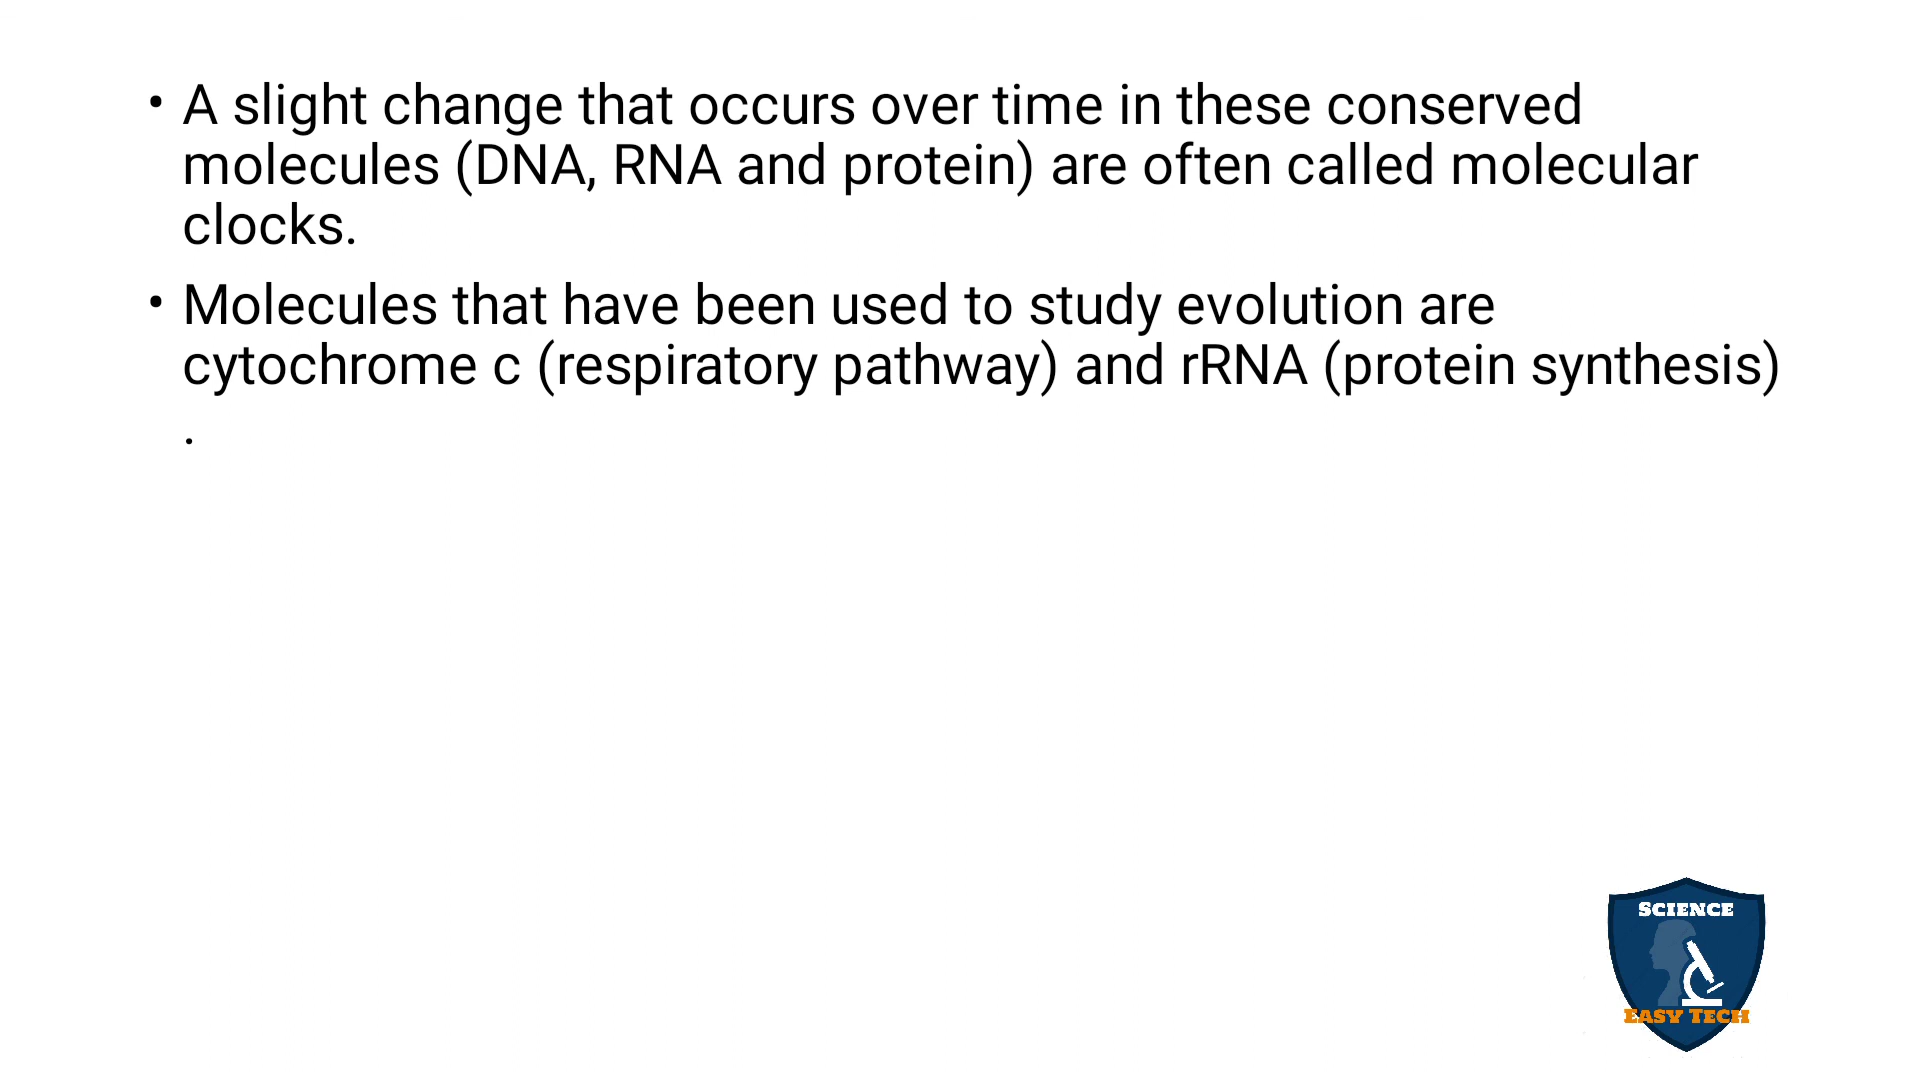 • A slight change that occurs over time in these conserved
molecules (DNA, RNA and protein) are often called molecular
clocks.
• Molecules that have been used to study evolution are
cytochrome c (respiratory pathway) and rRNA (protein synthesis)
.
SCIENCE
EASY TECH